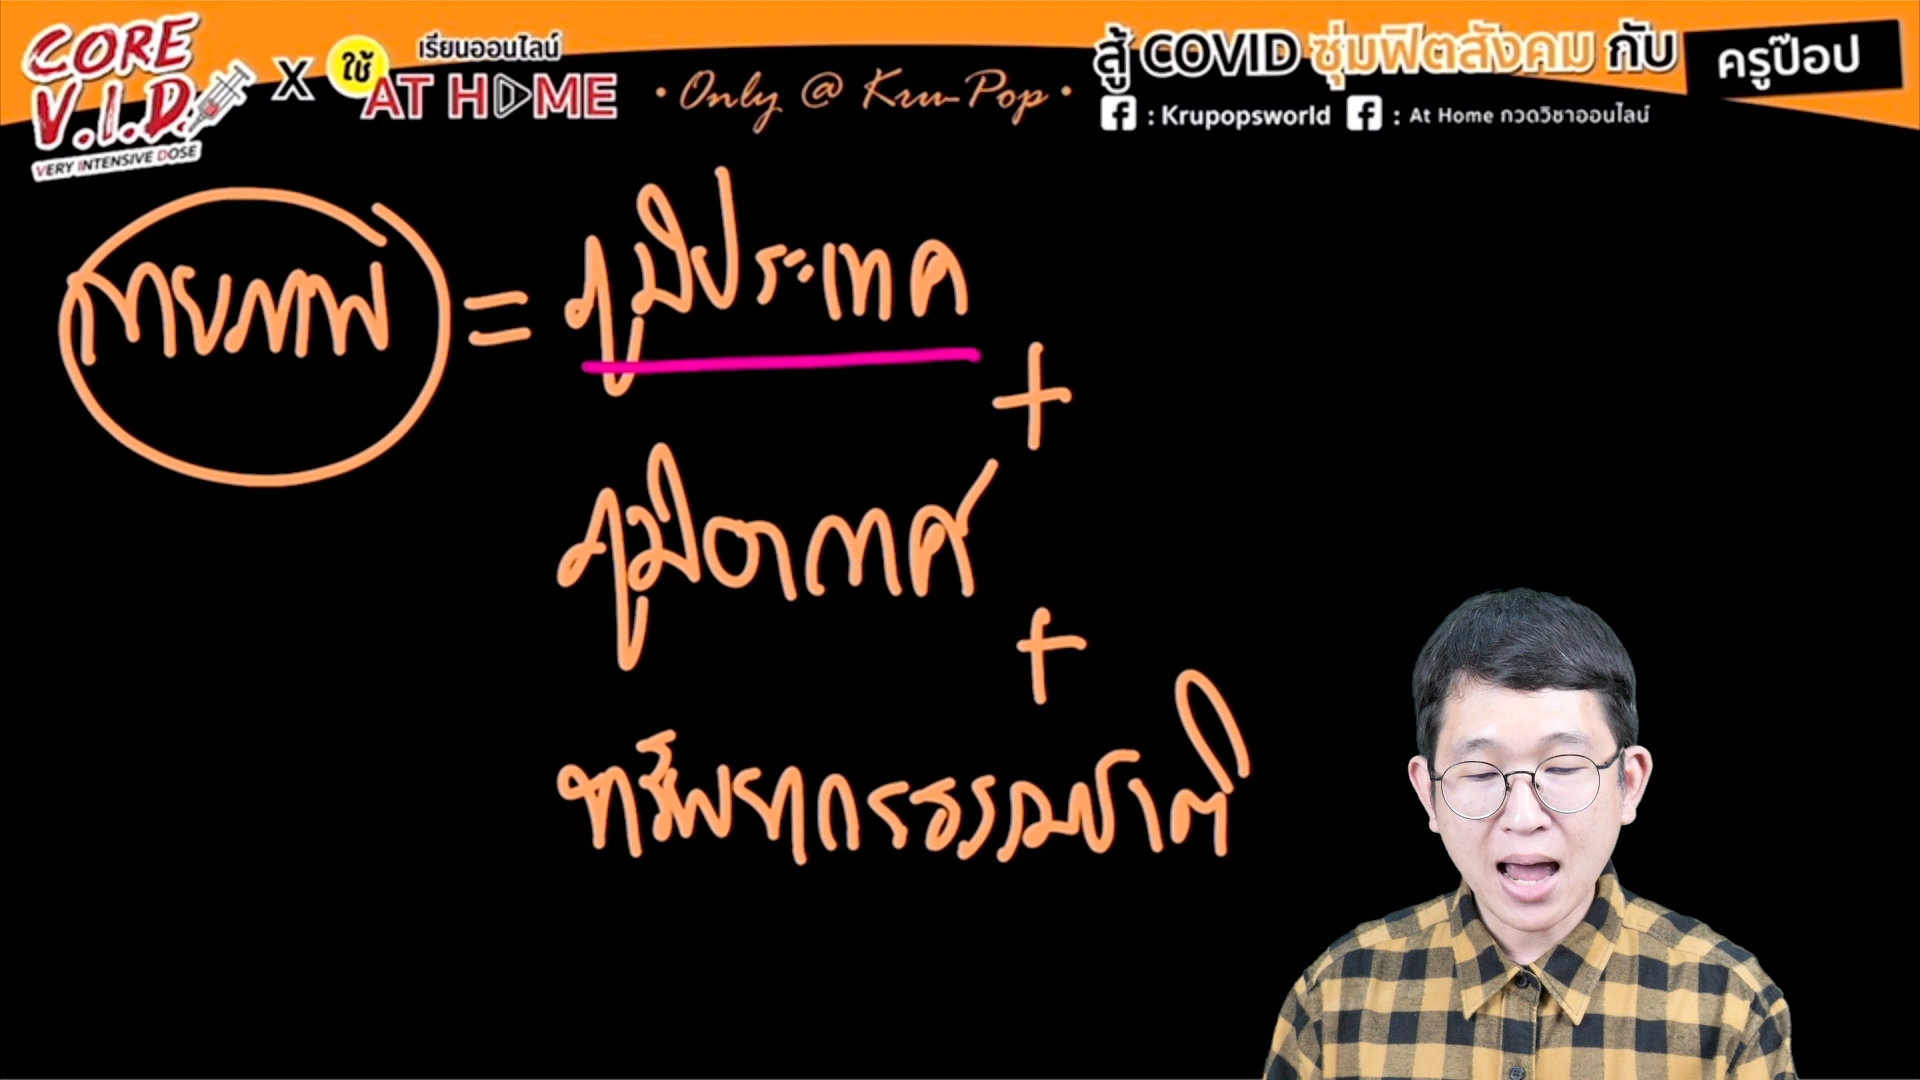 CORE
V.I.D.
VERY INTENSIVE DOSE
X
ใช้
เรียนออนไลน์
AT HOME
• Only @ Kru-Pop •
สู้ COVID ซุ่มฟิตสังคม กับ ครูป๊อป
: Krupopsworld : At Home กวดวิชาออนไลน์
กายภาพ = ภูมิประเทศ
+
ภูมิอากาศ
+
ทรัพยากรธรรมชาติ